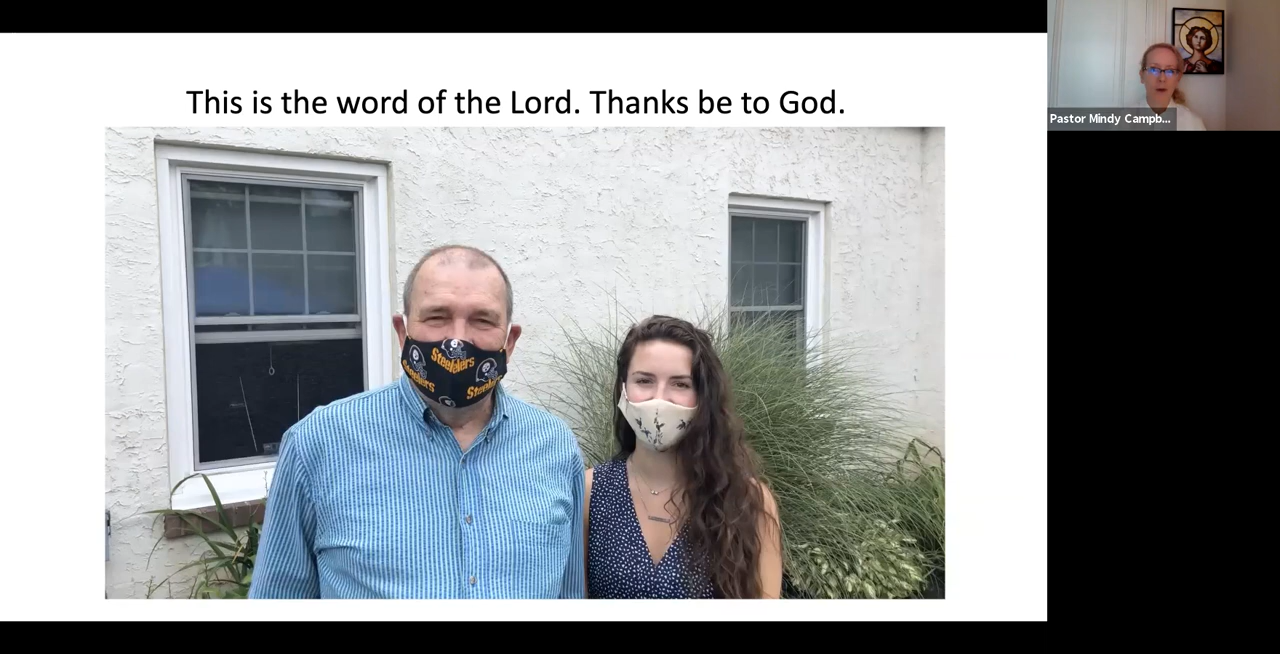 This is the word of the Lord. Thanks be to God.
Pastor Mindy Campb...
Steelers
Steelers
Steelers